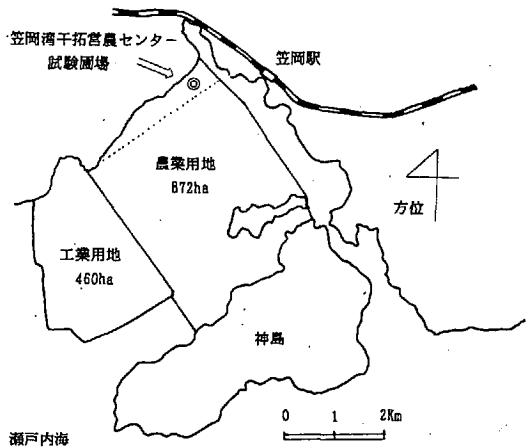 笠岡湾干拓営農センター
試験圃場
笠岡駅
農業用地
872ha
方位
工業用地
460ha
神島
瀬戸内海
0 1 2Km